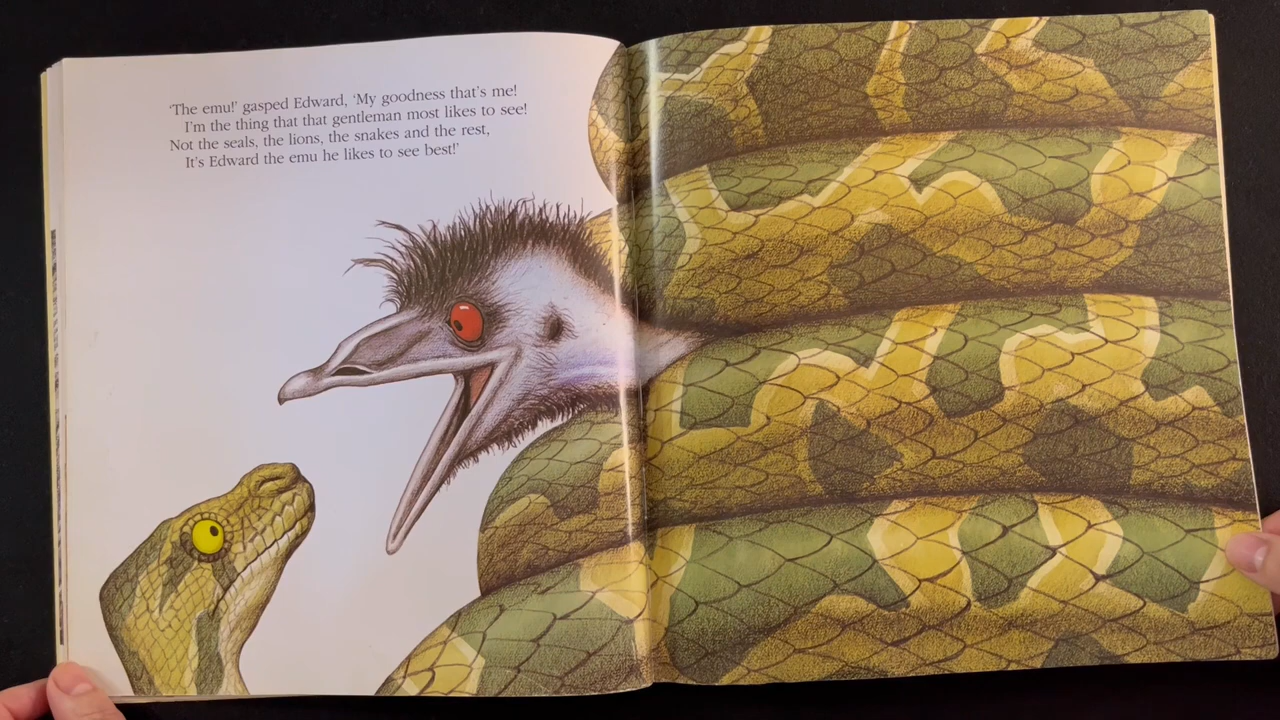 ‘The emu!’ gasped Edward, ‘My goodness that’s me!
I’m the thing that that gentleman most likes to see!
Not the seals, the lions, the snakes and the rest,
It’s Edward the emu he likes to see best!’